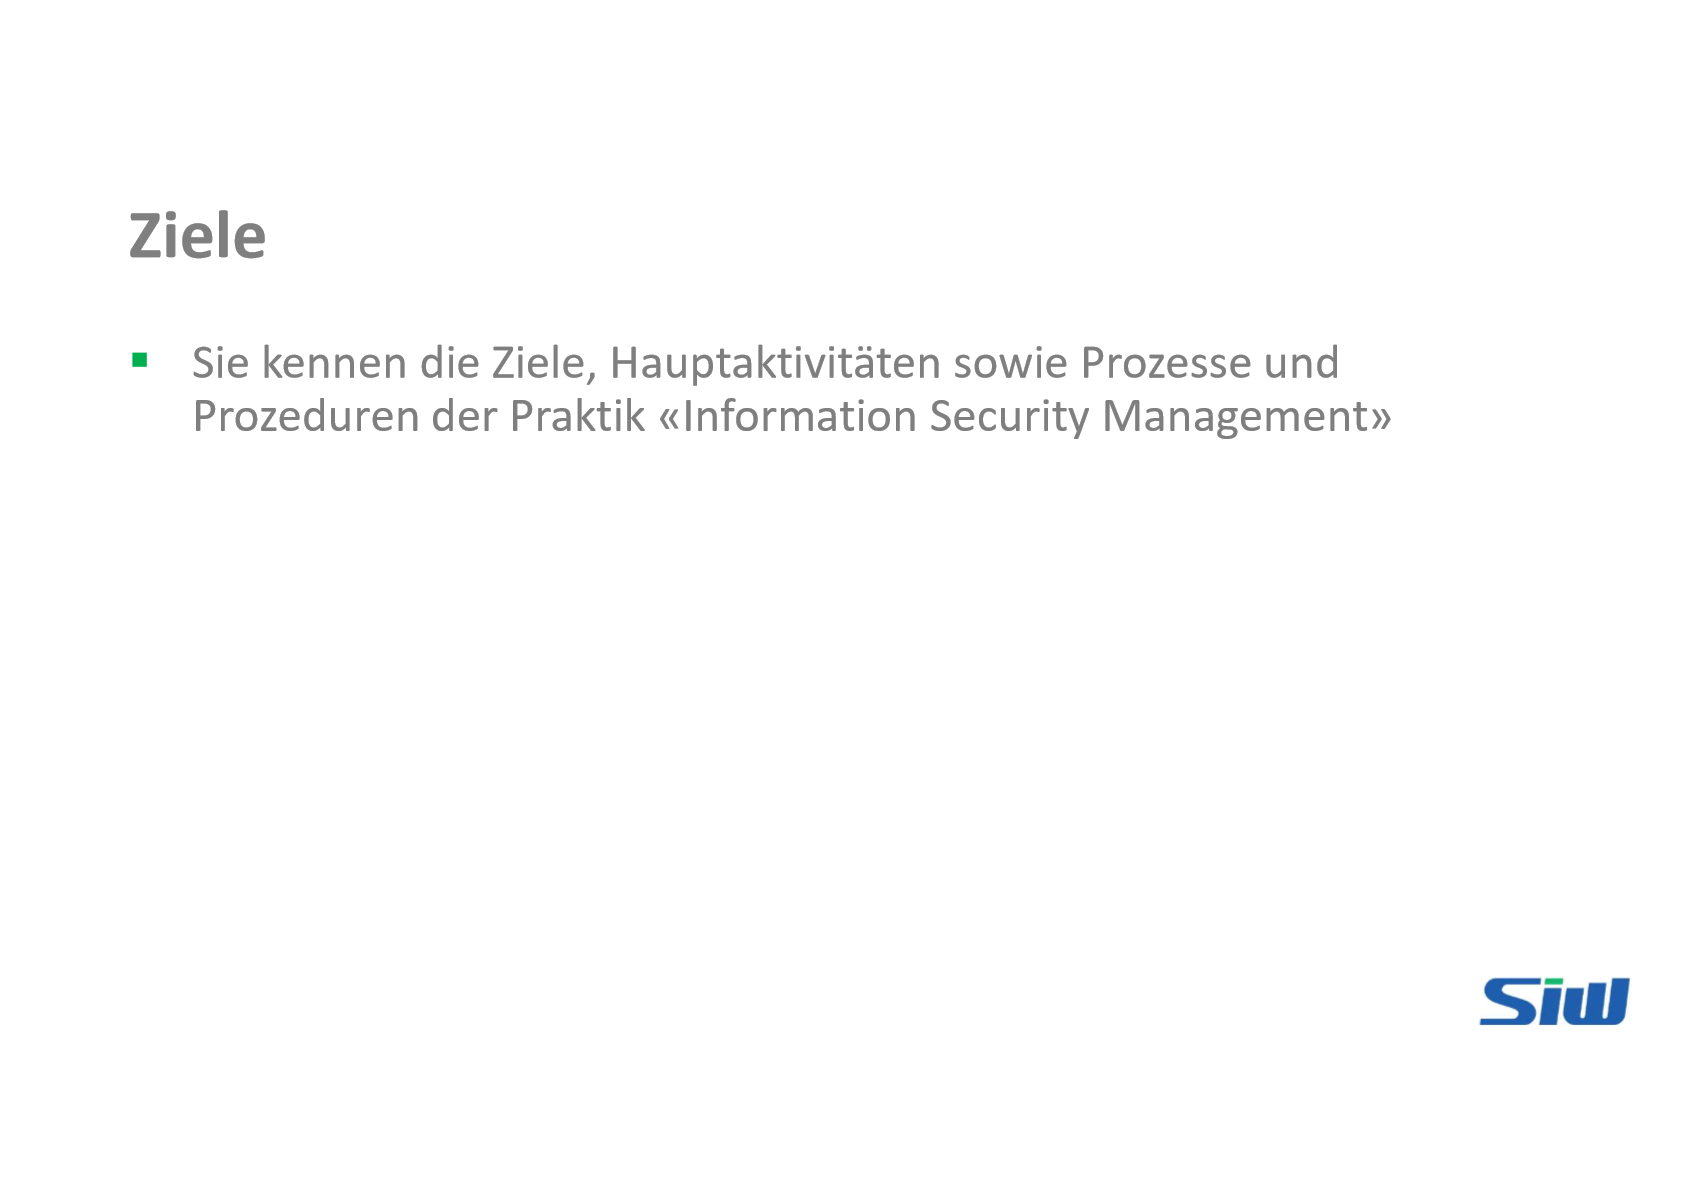 Ziele
▪ Sie kennen die Ziele, Hauptaktivitäten sowie Prozesse und
Prozeduren der Praktik «Information Security Management»
Siw